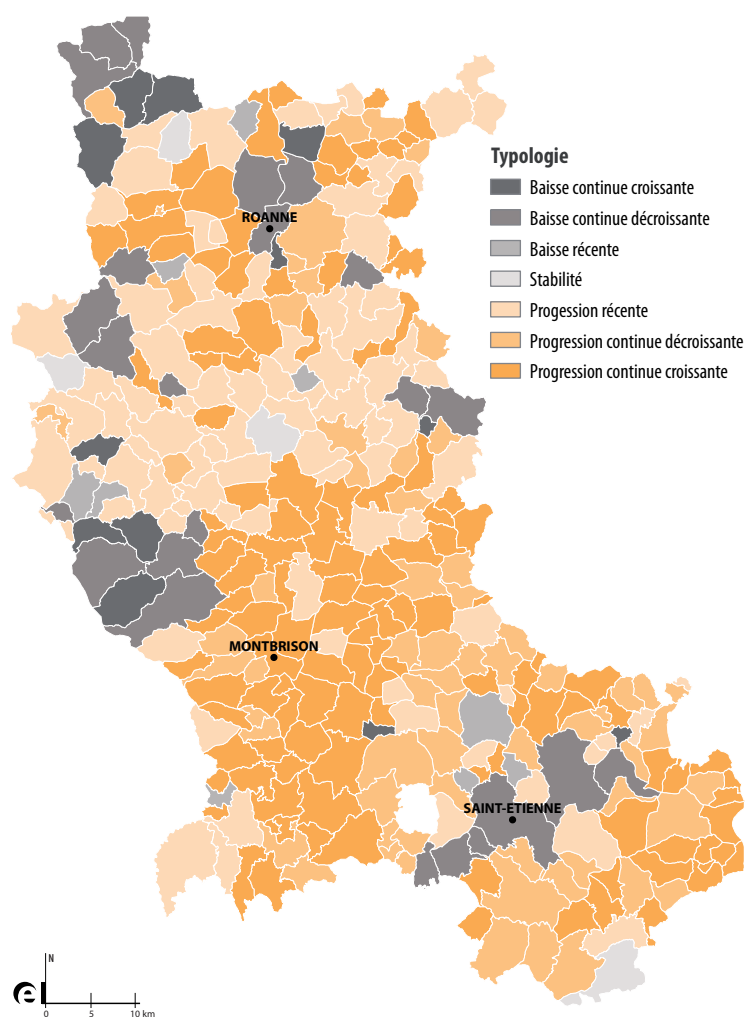 Typologie
Baisse continue croissante
Baisse continue décroissante
Baisse récente
Stabilité
Progession récente
Progression continue décroissante
Progression continue croissante
ROANNE
MONTBRISON
SAINT-ETIENNE
N
e
0 5 10 km